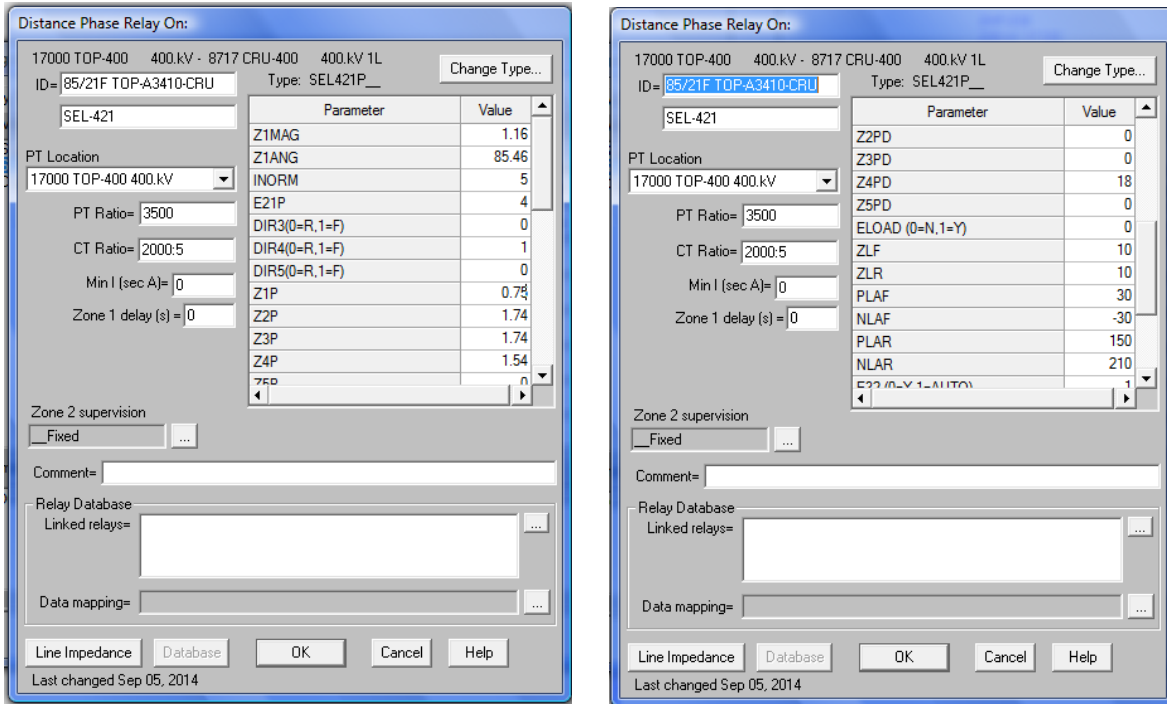 Distance Phase Relay On:
17000 TOP-400 400.kV - 8717 CRU-400 400.kV 1L
ID= 85/21F TOP-A3410-CRU
Type: SEL421P__
Change Type...
SEL-421
PT Location
17000 TOP-400 400.kV
PT Ratio= 3500
CT Ratio= 2000:5
Min I (sec A)= 0
Zone 1 delay (s) = 0
Parameter Value
Z1MAG 1.16
Z1ANG 85.46
INORM 5
E21P 4
DIR3(0=R,1=F) 0
DIR4(0=R,1=F) 1
DIR5(0=R,1=F) 0
Z1P 0.75
Z2P 1.74
Z3P 1.74
Z4P 1.54
Z5P 0
Zone 2 supervision
__Fixed ...
Comment=
Relay Database
Linked relays= ...
Data mapping= ...
Line Impedance Database OK Cancel Help
Last changed Sep 05, 2014
Distance Phase Relay On:
17000 TOP-400 400.kV - 8717 CRU-400 400.kV 1L
ID= 85/21F TOP-A3410-CRU
Type: SEL421P__
Change Type...
SEL-421
PT Location
17000 TOP-400 400.kV
PT Ratio= 3500
CT Ratio= 2000:5
Min I (sec A)= 0
Zone 1 delay (s) = 0
Parameter Value
Z2PD 0
Z3PD 0
Z4PD 18
Z5PD 0
ELOAD (0=N,1=Y) 0
ZLF 10
ZLR 10
PLAF 30
NLAF -30
PLAR 150
NLAR 210
E32 (0=Y,1=AUTO) 1
Zone 2 supervision
__Fixed ...
Comment=
Relay Database
Linked relays= ...
Data mapping= ...
Line Impedance Database OK Cancel Help
Last changed Sep 05, 2014